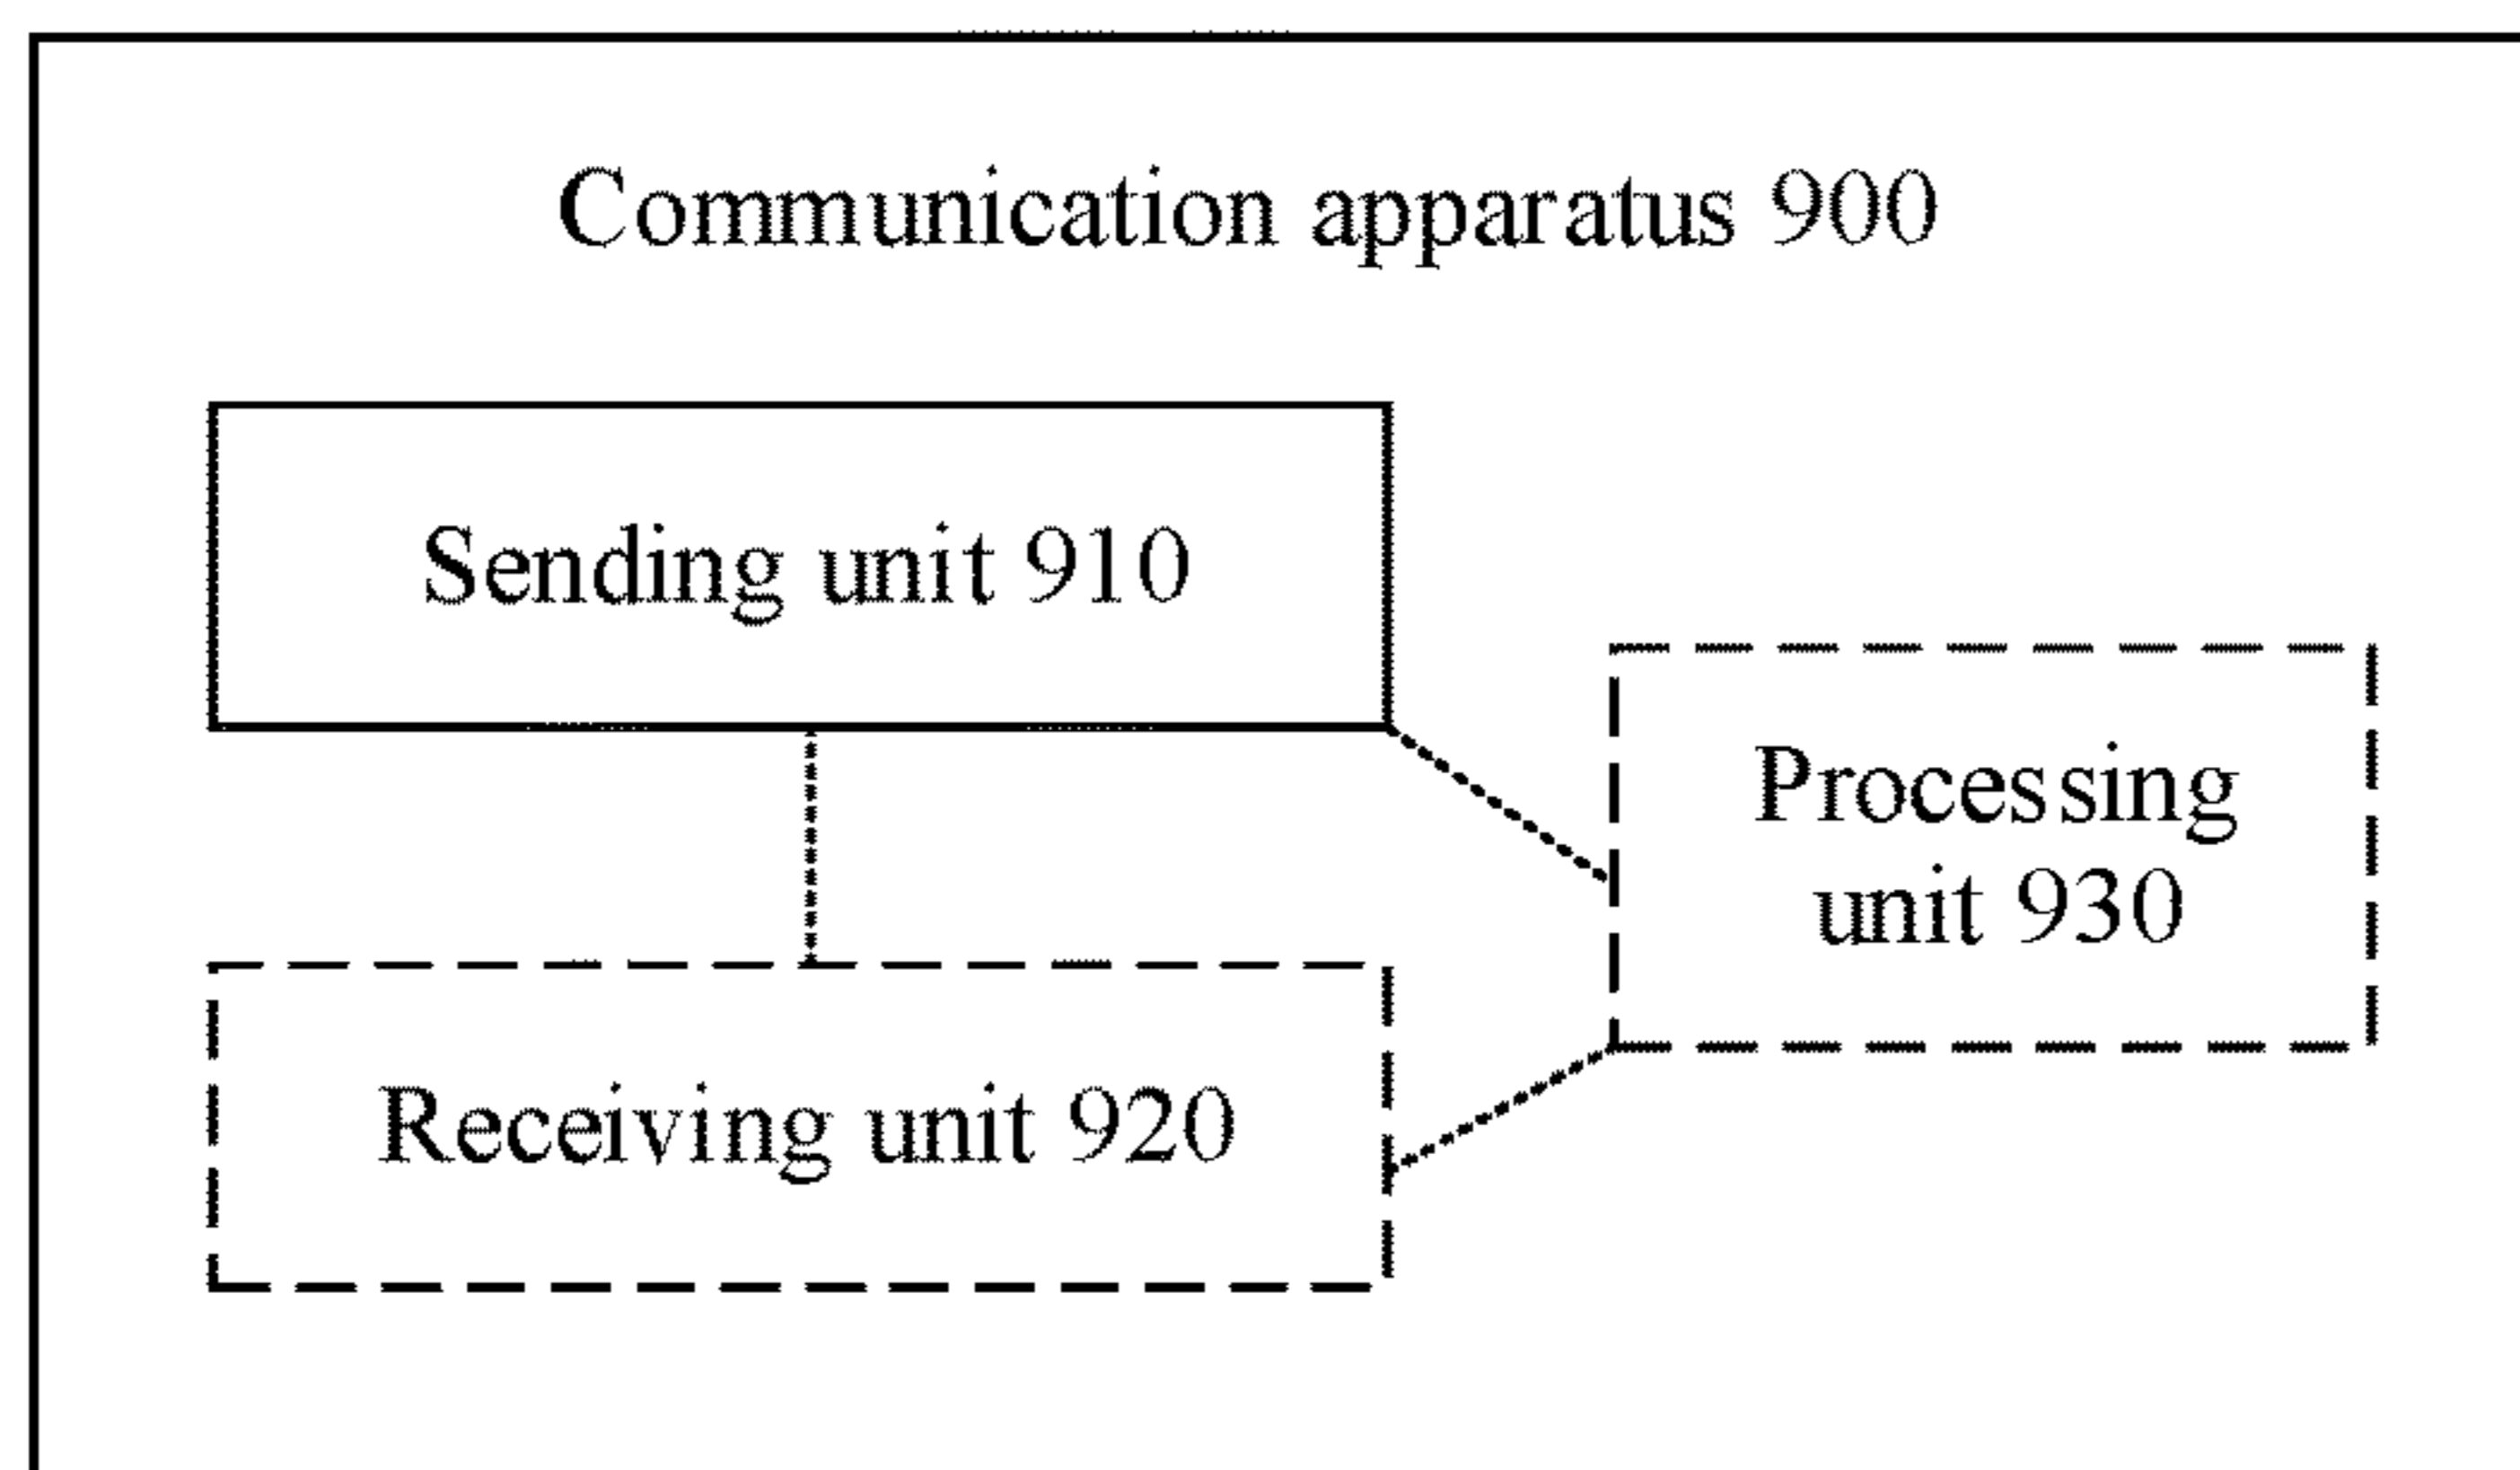 Communication apparatus 900
Sending unit 910
Processing
unit 930
Receiving unit 920